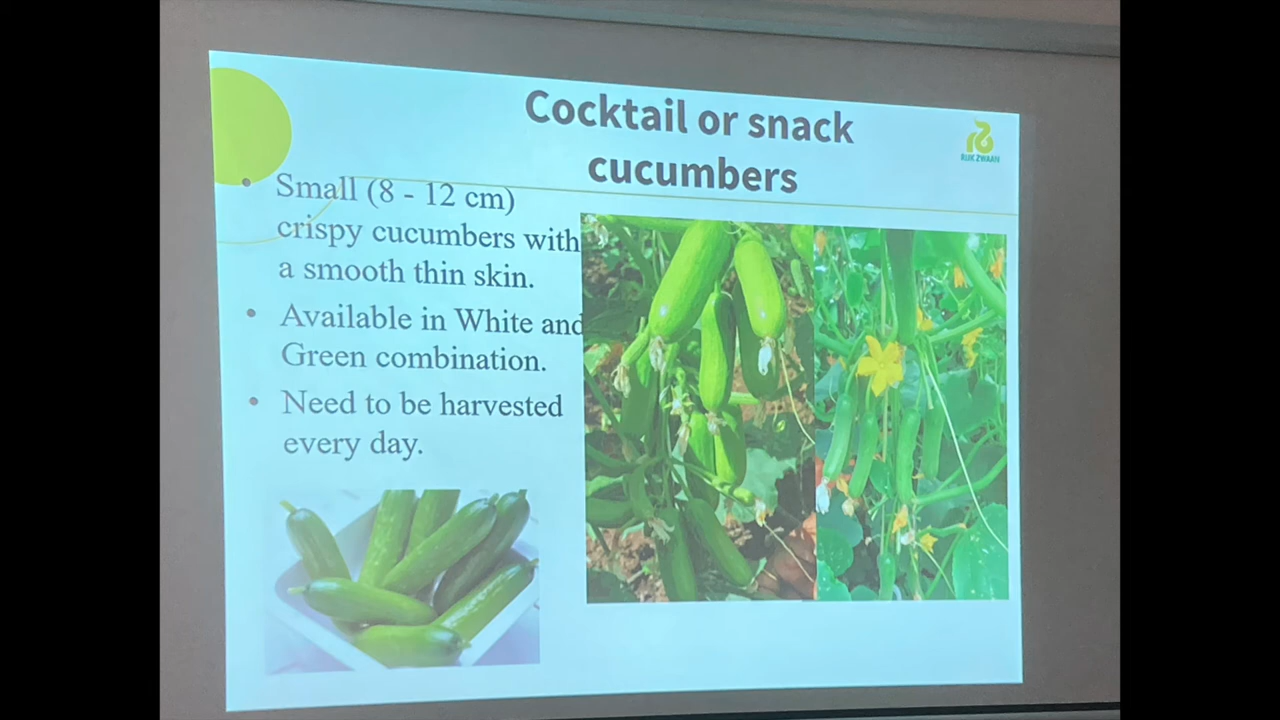 Cocktail or snack
cucumbers
RIJK ZWAAN
• Small (8 - 12 cm)
crispy cucumbers with
a smooth thin skin.
• Available in White and
Green combination.
• Need to be harvested
every day.